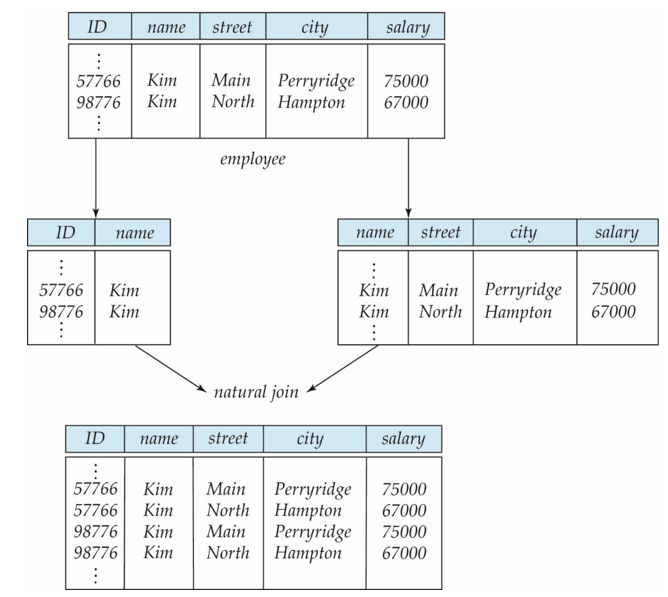 ID name street city salary
⋮
57766 Kim Main Perryridge 75000
98776 Kim North Hampton 67000
⋮
employee
ID name
⋮
57766 Kim
98776 Kim
⋮
name street city salary
⋮
Kim Main Perryridge 75000
Kim North Hampton 67000
⋮
natural join
ID name street city salary
⋮
57766 Kim Main Perryridge 75000
57766 Kim North Hampton 67000
98776 Kim Main Perryridge 75000
98776 Kim North Hampton 67000
⋮